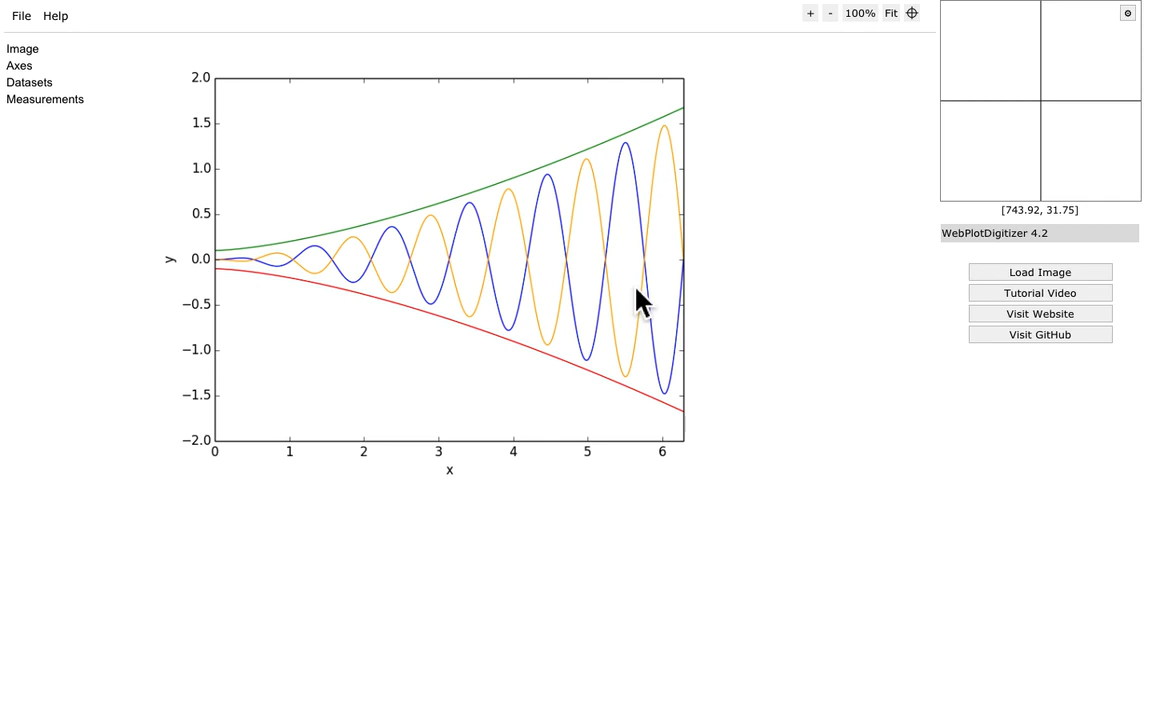 File Help
+ - 100% Fit
Image
Axes
Datasets
Measurements
2.0
1.5
1.0
0.5
0.0
−0.5
−1.0
−1.5
−2.0
y
0 1 2 3 4 5 6
x
[743.92, 31.75]
WebPlotDigitizer 4.2
Load Image
Tutorial Video
Visit Website
Visit GitHub